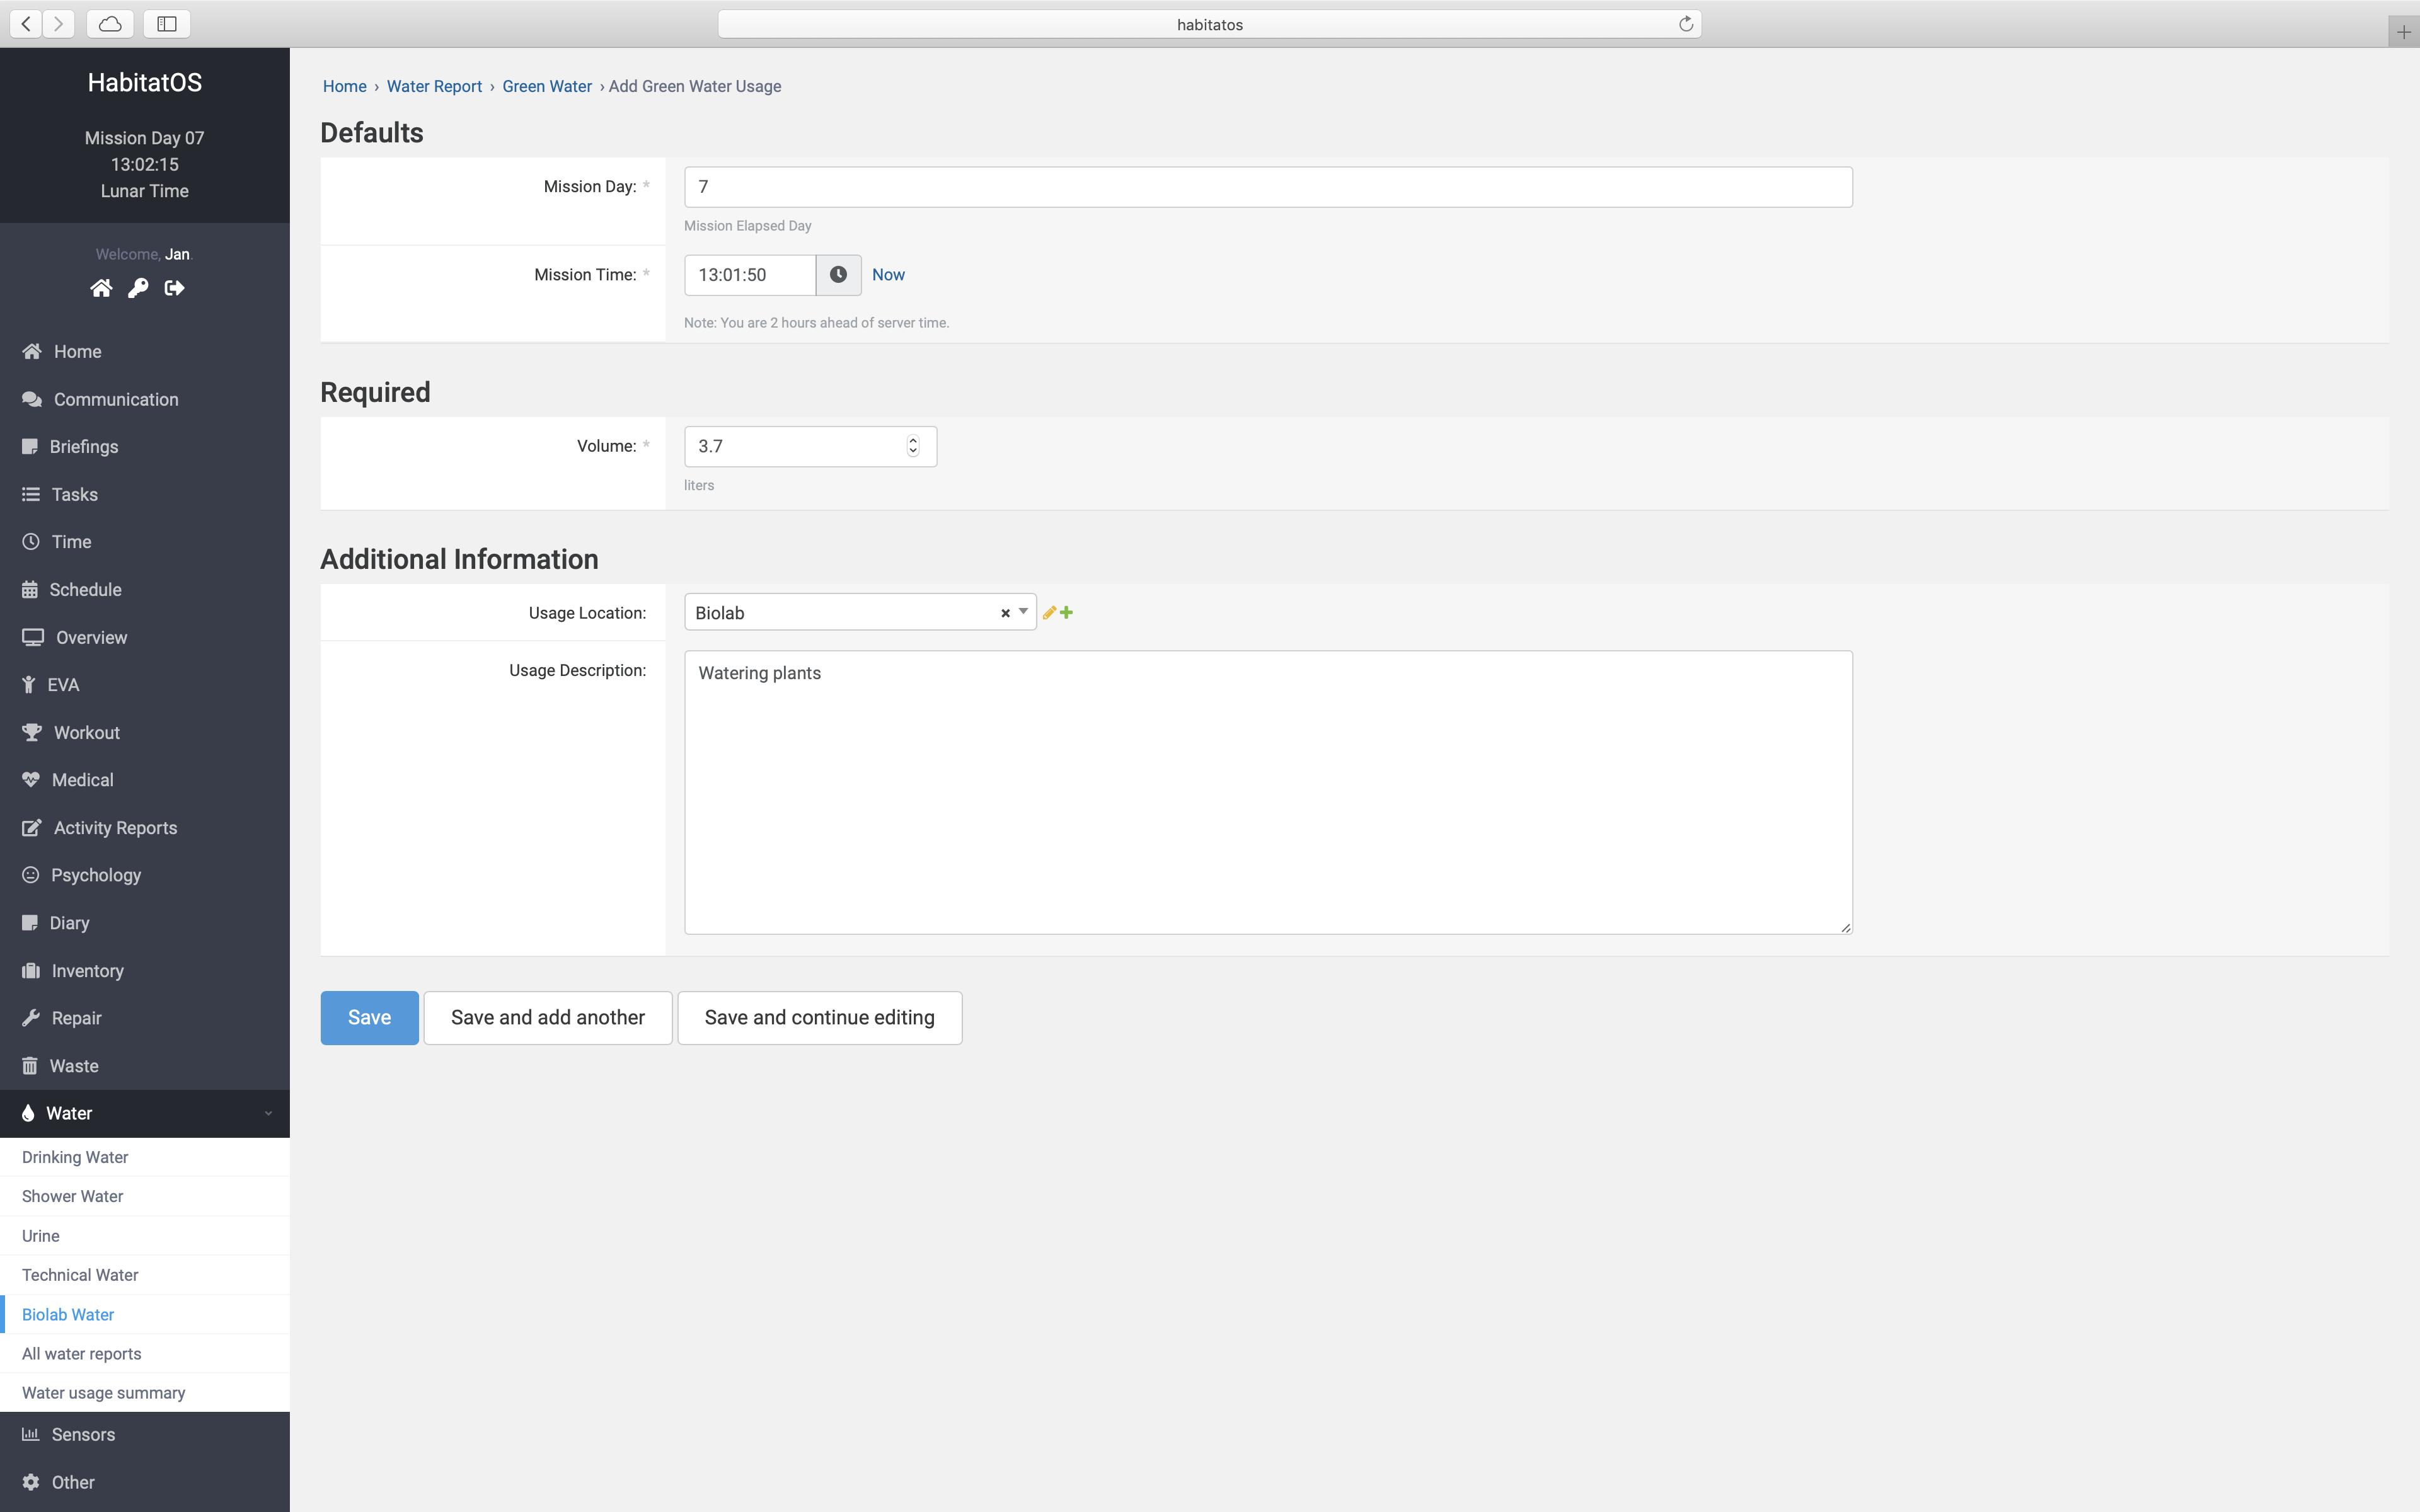 habitatos
HabitatOS
Mission Day 07
13:02:15
Lunar Time
Welcome, Jan.
Home
Communication
Briefings
Tasks
Time
Schedule
Overview
EVA
Workout
Medical
Activity Reports
Psychology
Diary
Inventory
Repair
Waste
Water
Drinking Water
Shower Water
Urine
Technical Water
Biolab Water
All water reports
Water usage summary
Sensors
Other
Home › Water Report › Green Water › Add Green Water Usage
Defaults
Mission Day: * 7
Mission Elapsed Day
Mission Time: * 13:01:50 Now
Note: You are 2 hours ahead of server time.
Required
Volume: * 3.7
liters
Additional Information
Usage Location: Biolab
Usage Description: Watering plants
Save Save and add another Save and continue editing